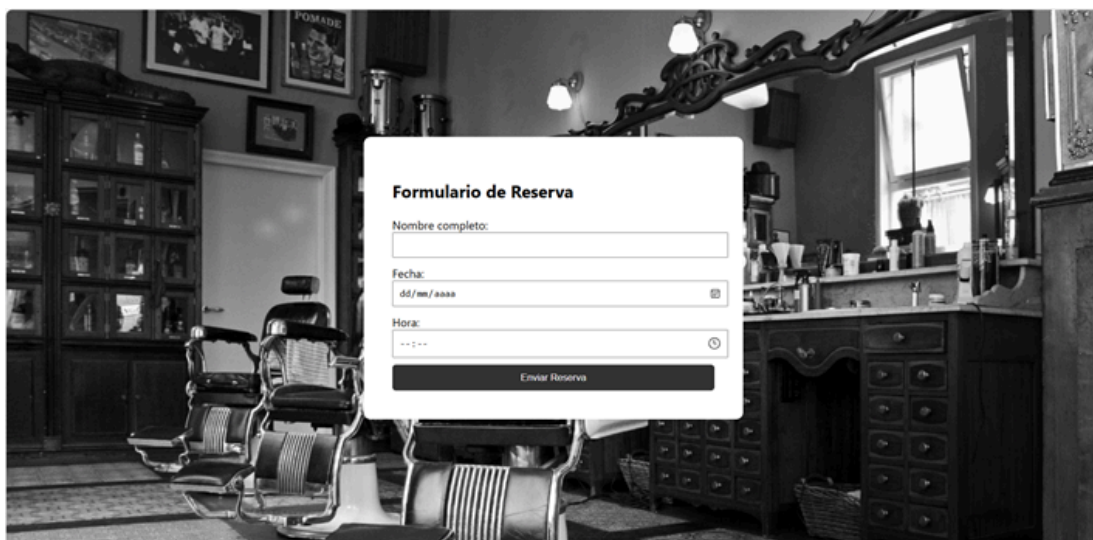 POMADE
Formulario de Reserva
Nombre completo:
Fecha:
dd/mm/aaaa
Hora:
--:--
Enviar Reserva